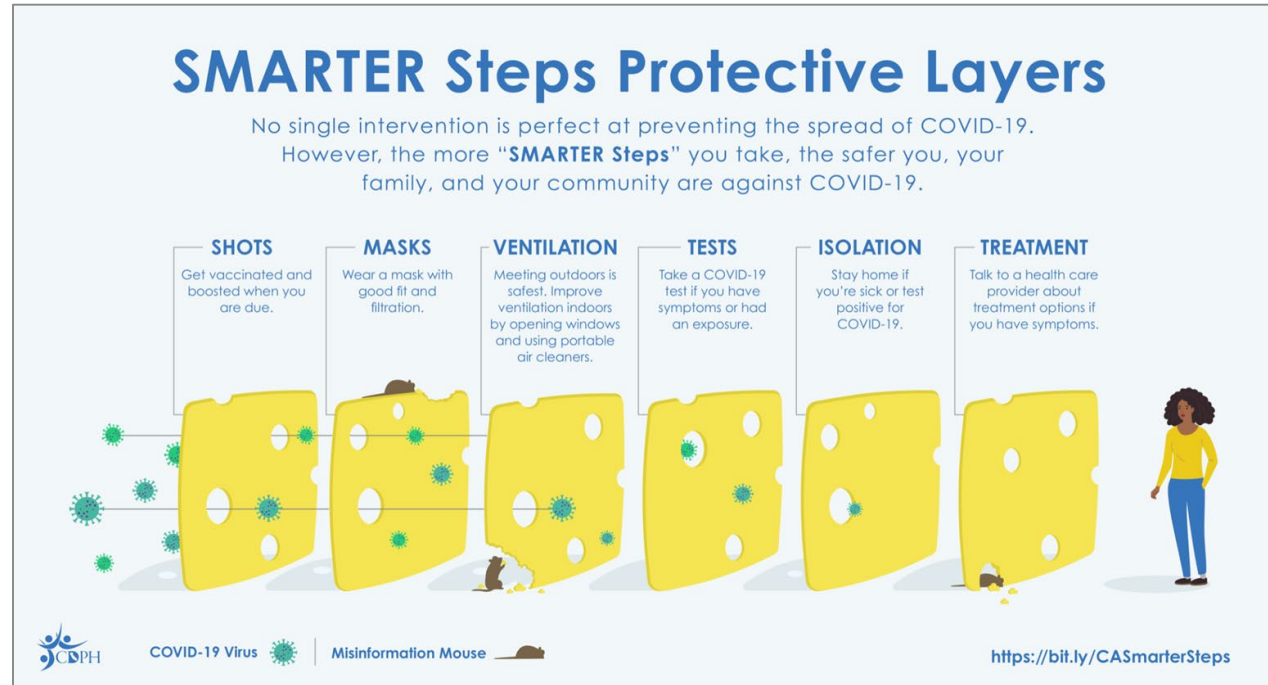 SMARTER Steps Protective Layers
No single intervention is perfect at preventing the spread of COVID-19.
However, the more “SMARTER Steps” you take, the safer you, your
family, and your community are against COVID-19.
SHOTS
Get vaccinated and
boosted when you
are due.
MASKS
Wear a mask with
good fit and
filtration.
VENTILATION
Meeting outdoors is
safest. Improve
ventilation indoors
by opening windows
and using portable
air cleaners.
TESTS
Take a COVID-19
test if you have
symptoms or had
an exposure.
ISOLATION
Stay home if
you’re sick or test
positive for
COVID-19.
TREATMENT
Talk to a health care
provider about
treatment options if
you have symptoms.
CDPH
COVID-19 Virus
Misinformation Mouse
https://bit.ly/CASmarterSteps